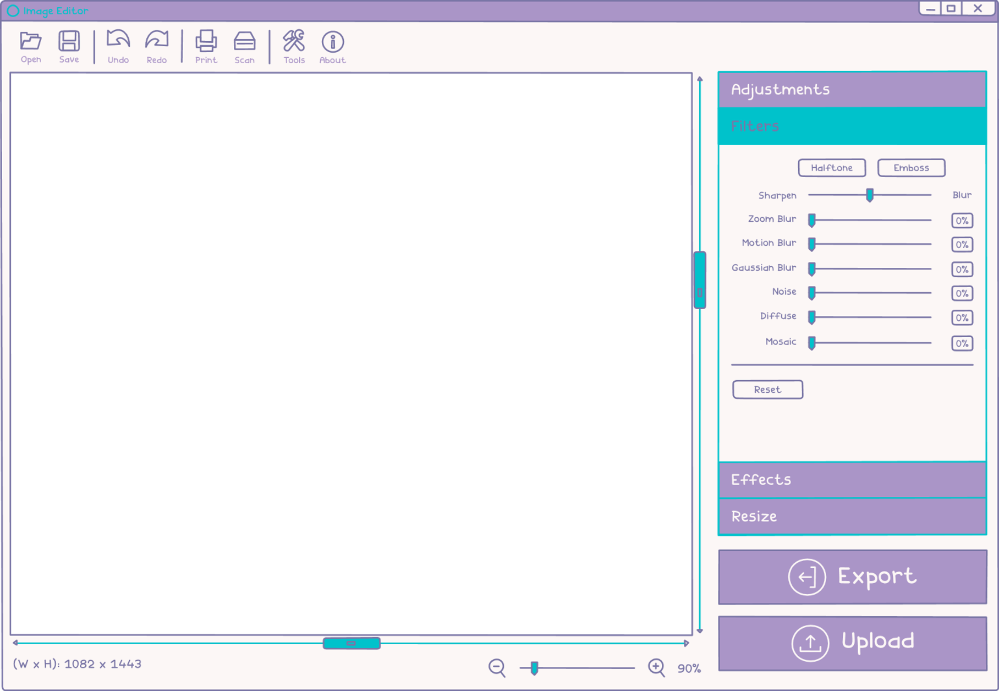 Image Editor
Open Save Undo Redo Print Scan Tools About
Adjustments
Filters
Halftone Emboss
Sharpen Blur
Zoom Blur 0%
Motion Blur 0%
Gaussian Blur 0%
Noise 0%
Diffuse 0%
Mosaic 0%
Reset
Effects
Resize
Export
Upload
(W x H): 1082 x 1443
90%